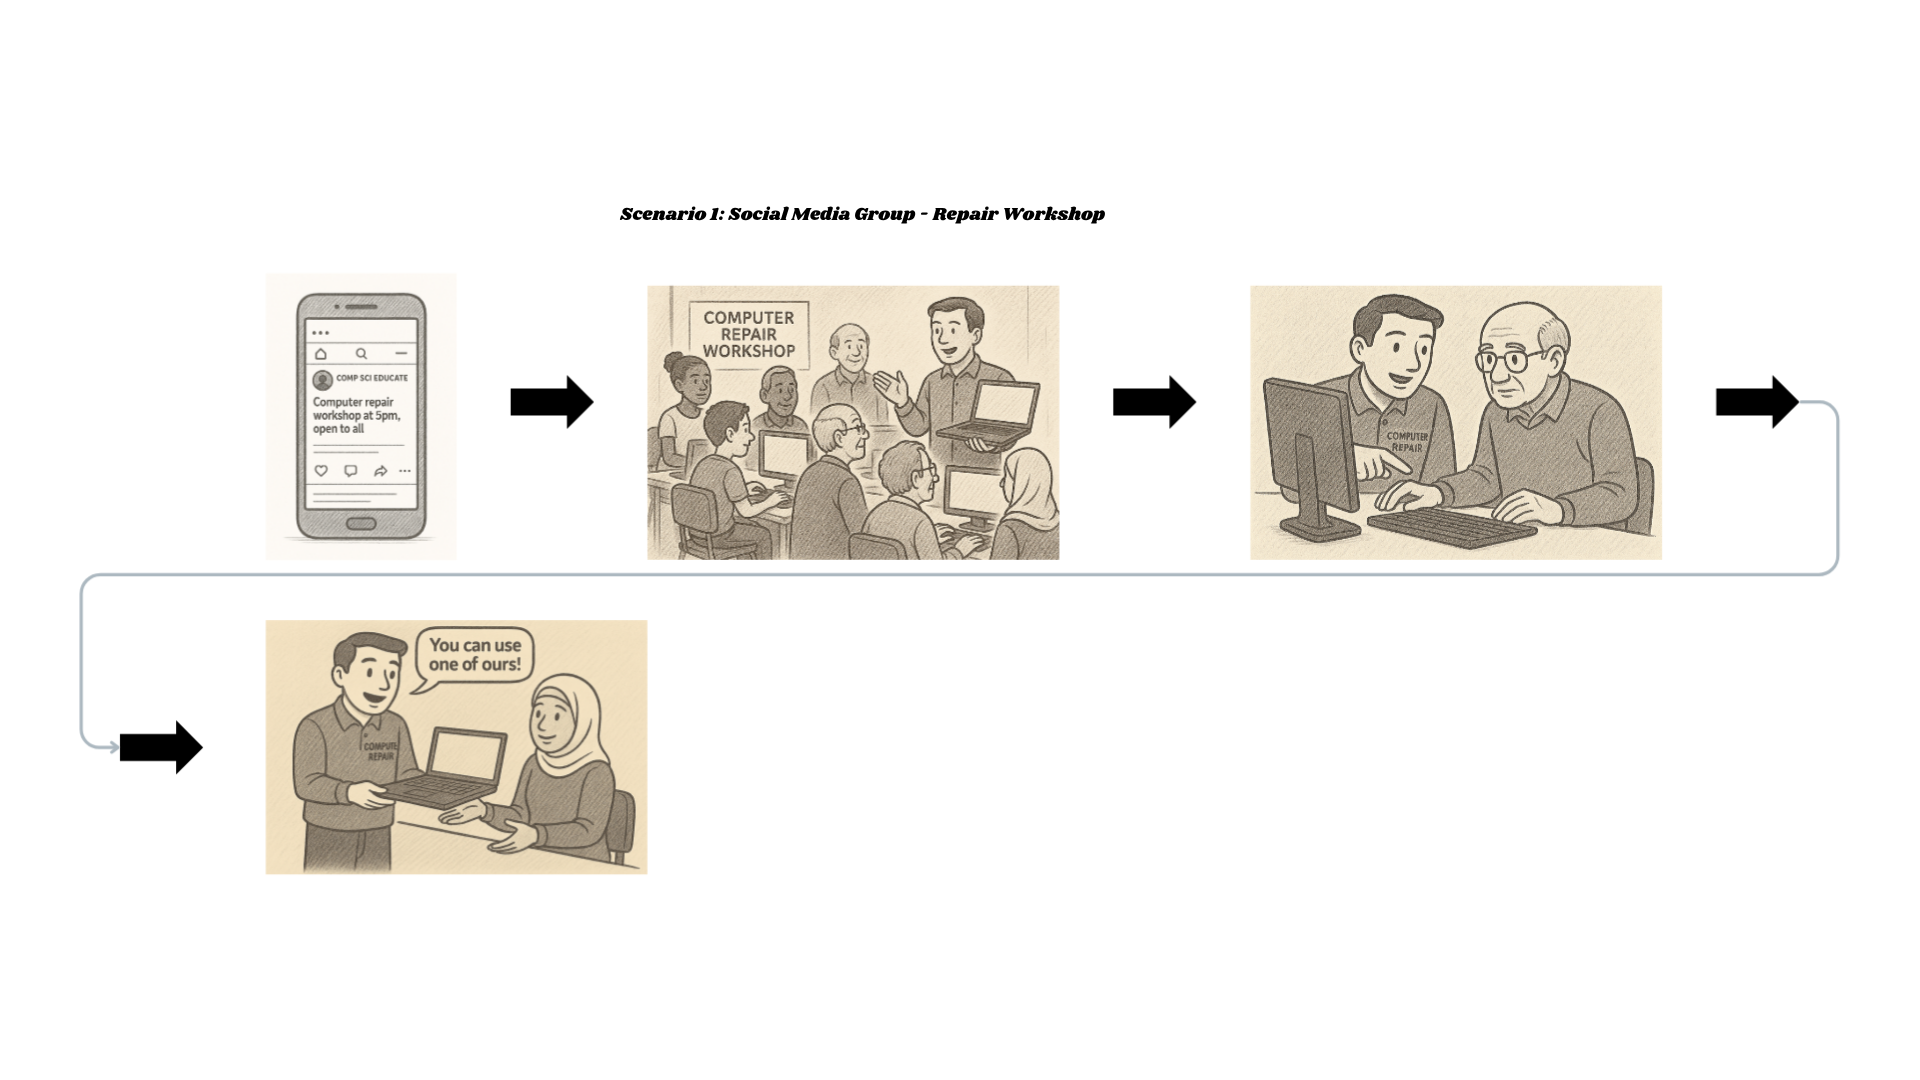 Scenario 1: Social Media Group - Repair Workshop
COMP SCI EDUCATE
Computer repair
workshop at 5pm,
open to all
COMPUTER
REPAIR
WORKSHOP
COMPUTER
REPAIR
You can use
one of ours!
COMPUTE
REPAIR